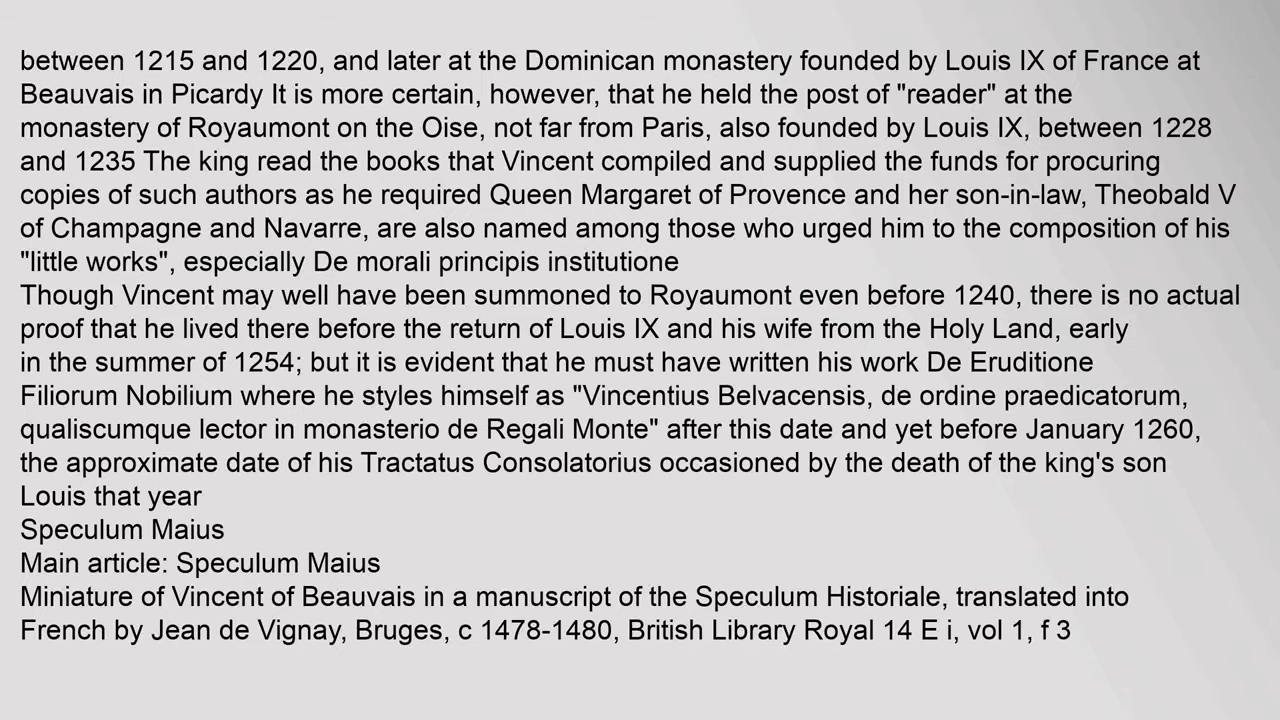 between 1215 and 1220, and later at the Dominican monastery founded by Louis IX of France at
Beauvais in Picardy It is more certain, however, that he held the post of "reader" at the
monastery of Royaumont on the Oise, not far from Paris, also founded by Louis IX, between 1228
and 1235 The king read the books that Vincent compiled and supplied the funds for procuring
copies of such authors as he required Queen Margaret of Provence and her son-in-law, Theobald V
of Champagne and Navarre, are also named among those who urged him to the composition of his
"little works", especially De morali principis institutione
Though Vincent may well have been summoned to Royaumont even before 1240, there is no actual
proof that he lived there before the return of Louis IX and his wife from the Holy Land, early
in the summer of 1254; but it is evident that he must have written his work De Eruditione
Filiorum Nobilium where he styles himself as "Vincentius Belvacensis, de ordine praedicatorum,
qualiscumque lector in monasterio de Regali Monte" after this date and yet before January 1260,
the approximate date of his Tractatus Consolatorius occasioned by the death of the king's son
Louis that year
Speculum Maius
Main article: Speculum Maius
Miniature of Vincent of Beauvais in a manuscript of the Speculum Historiale, translated into
French by Jean de Vignay, Bruges, c 1478-1480, British Library Royal 14 E i, vol 1, f 3